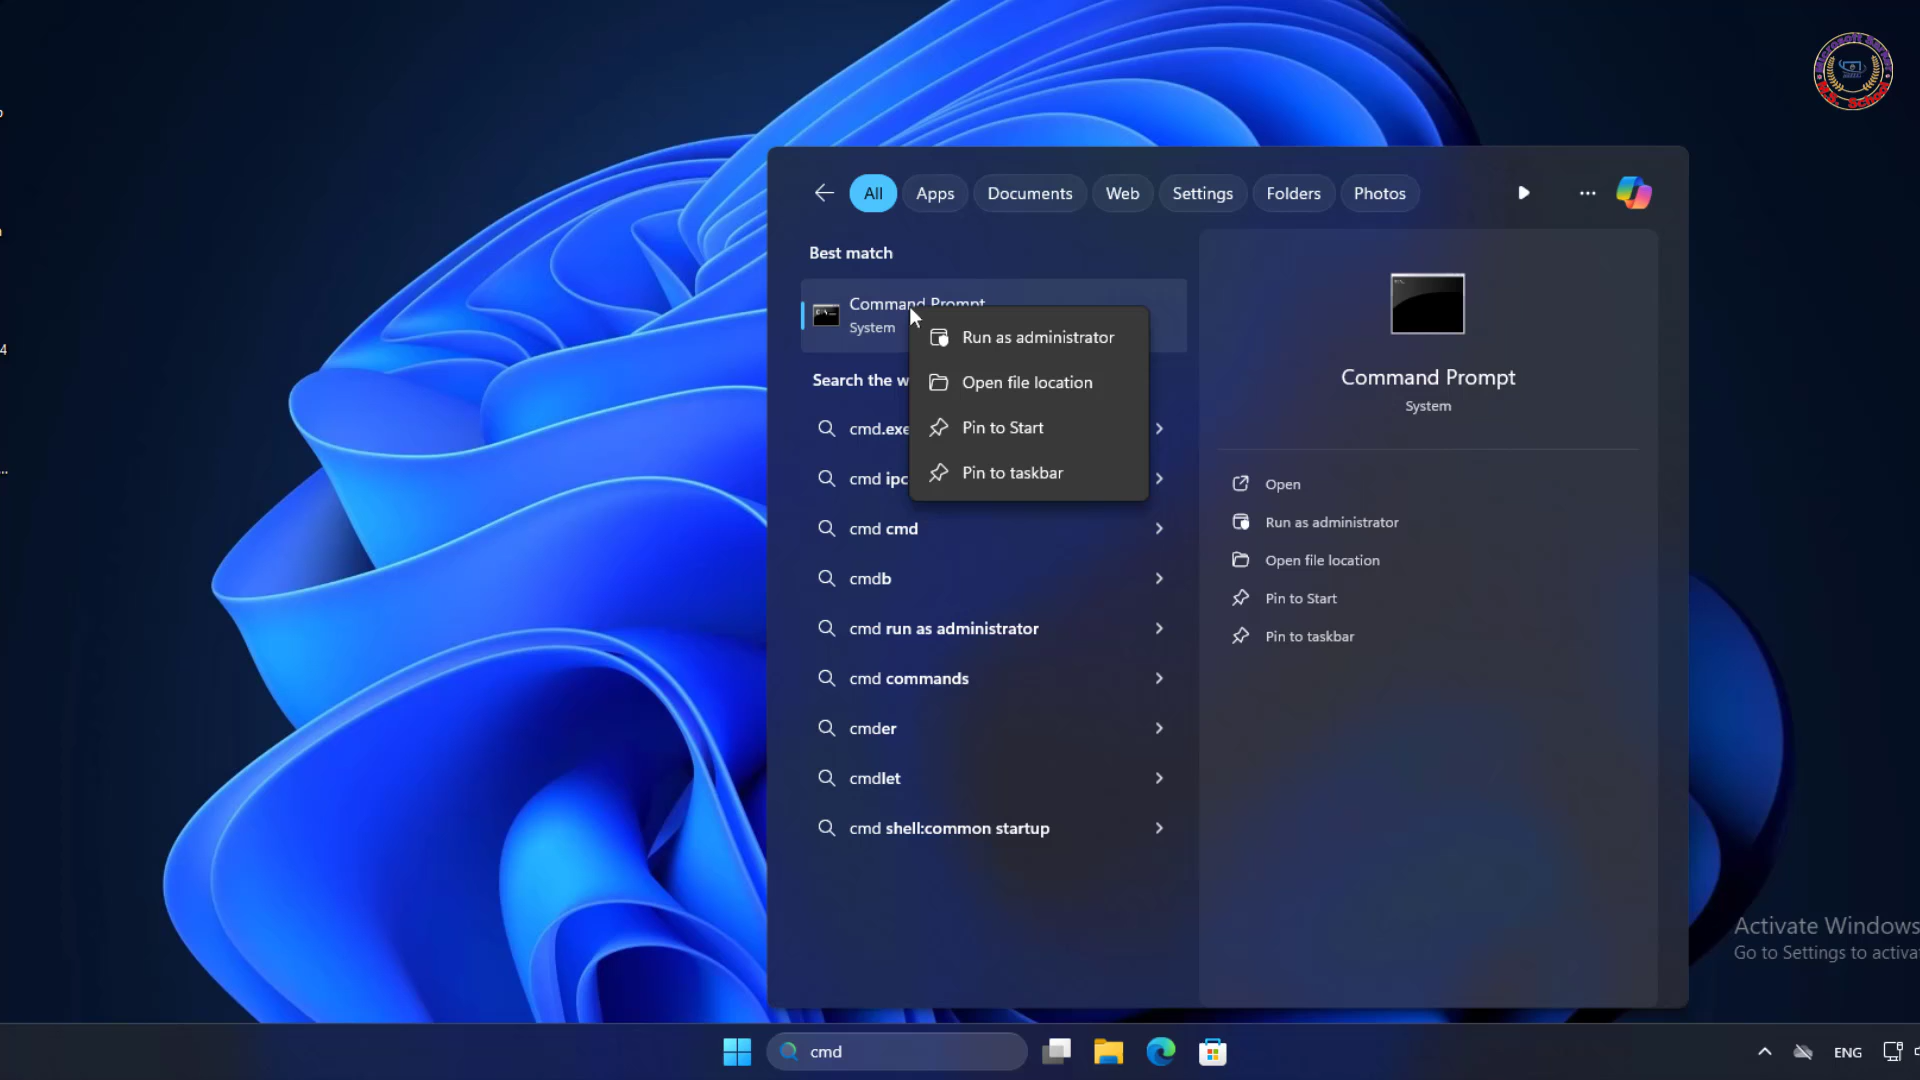 All Apps Documents Web Settings Folders Photos
Best match
Command Prompt
System
Run as administrator
Open file location
Pin to Start
Pin to taskbar
Search the w
cmd.exe
cmd ipc
cmd cmd
cmdb
cmd run as administrator
cmd commands
cmder
cmdlet
cmd shell:common startup
Command Prompt
System
Open
Run as administrator
Open file location
Pin to Start
Pin to taskbar
Activate Windows
Go to Settings to activa
cmd
ENG
4
...
School